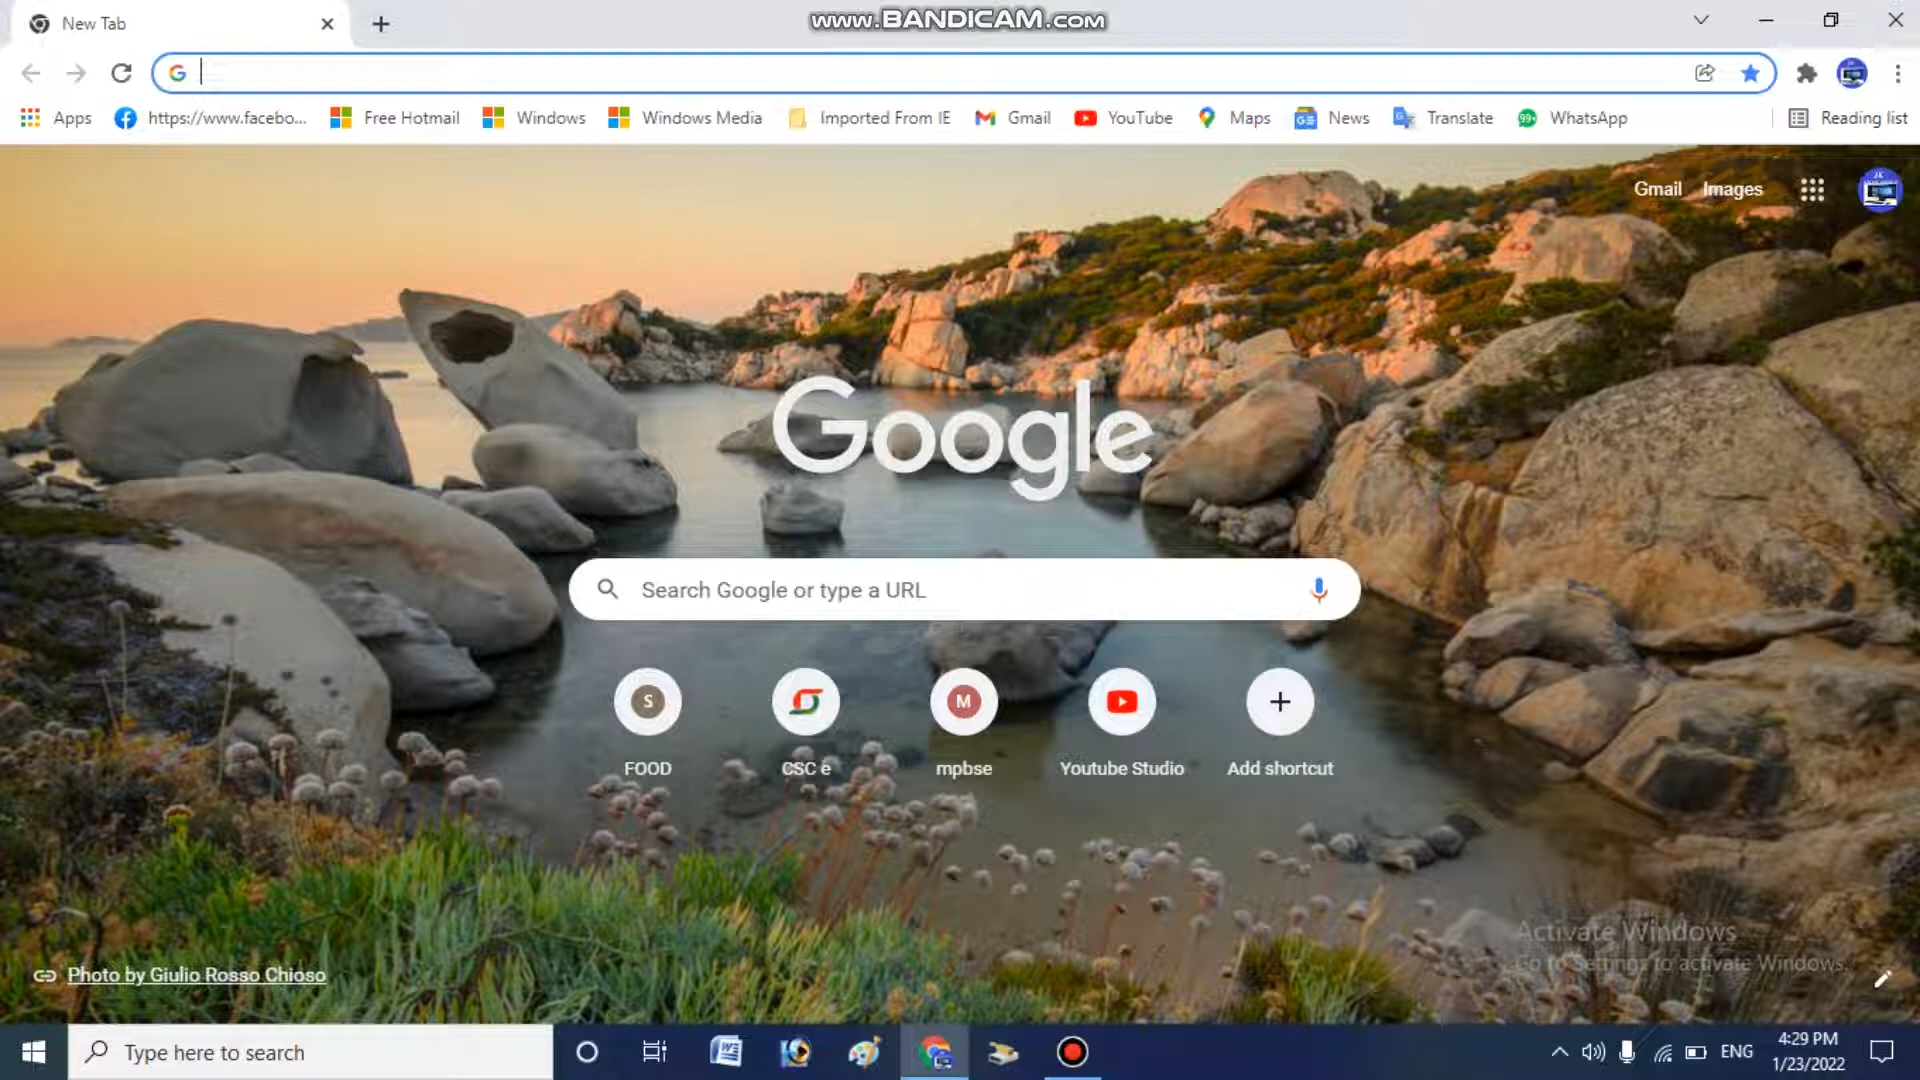 New Tab
www.BANDICAM.com
Apps
https://www.facebo...
Free Hotmail
Windows
Windows Media
Imported From IE
Gmail
YouTube
Maps
News
Translate
99+
WhatsApp
Reading list
Gmail
Images
Google
Search Google or type a URL
S
M
FOOD
CSC e
mpbse
Youtube Studio
Add shortcut
Activate Windows
Go to Settings to activate Windows.
Photo by Giulio Rosso Chioso
Type here to search
ENG
4:29 PM
1/23/2022